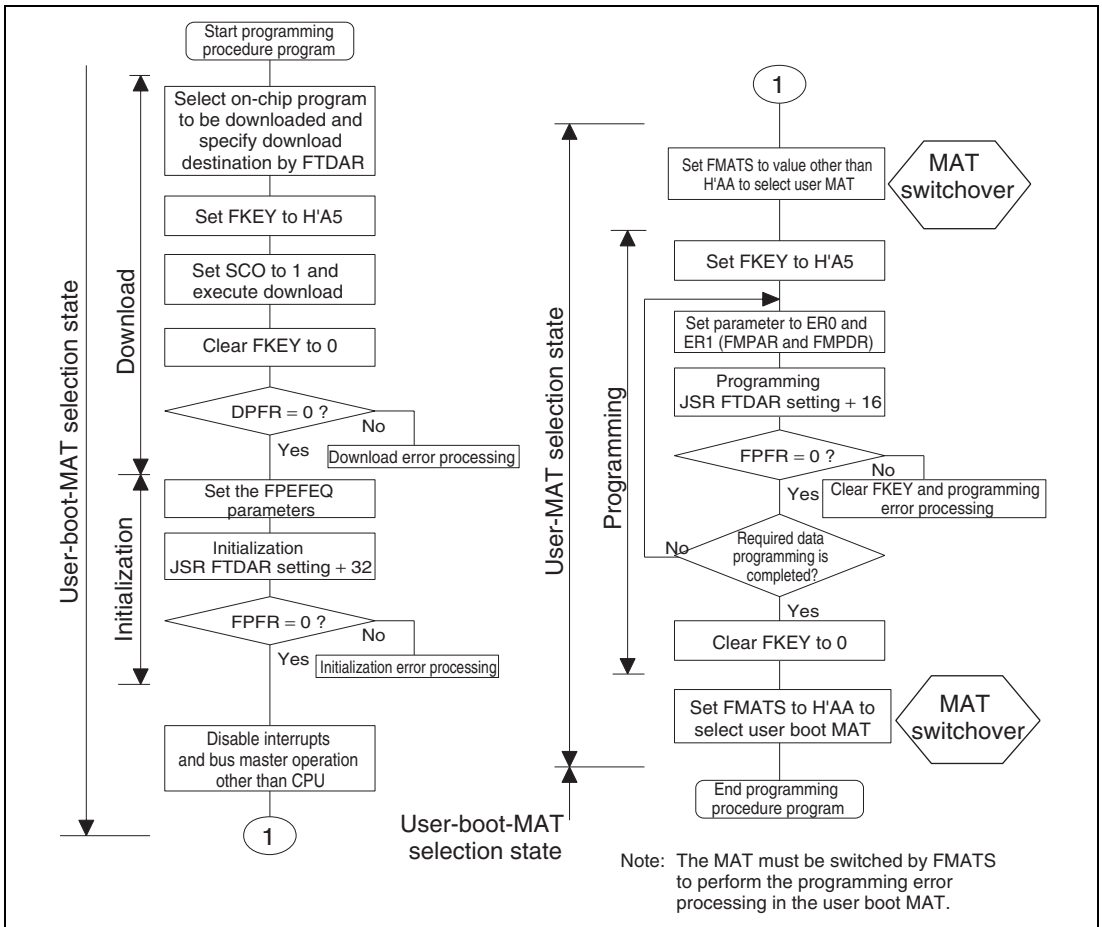 Start programming
procedure program
Select on-chip program
to be downloaded and
specify download
destination by FTDAR
Set FKEY to H'A5
Set SCO to 1 and
execute download
Clear FKEY to 0
DPFR = 0 ?
No
Yes
Download error processing
Set the FPEFEQ
parameters
Initialization
JSR FTDAR setting + 32
FPFR = 0 ?
No
Yes
Initialization error processing
Disable interrupts
and bus master operation
other than CPU
1
User-boot-MAT selection state
Download
Initialization
1
Set FMATS to value other than
H'AA to select user MAT
MAT
switchover
Set FKEY to H'A5
Set parameter to ER0 and
ER1 (FMPAR and FMPDR)
Programming
JSR FTDAR setting + 16
FPFR = 0 ?
No
Yes
Clear FKEY and programming
error processing
Required data
programming is
completed?
No
Yes
Clear FKEY to 0
Set FMATS to H'AA to
select user boot MAT
MAT
switchover
End programming
procedure program
User-MAT selection state
Programming
User-boot-MAT
selection state
Note: The MAT must be switched by FMATS
to perform the programming error
processing in the user boot MAT.